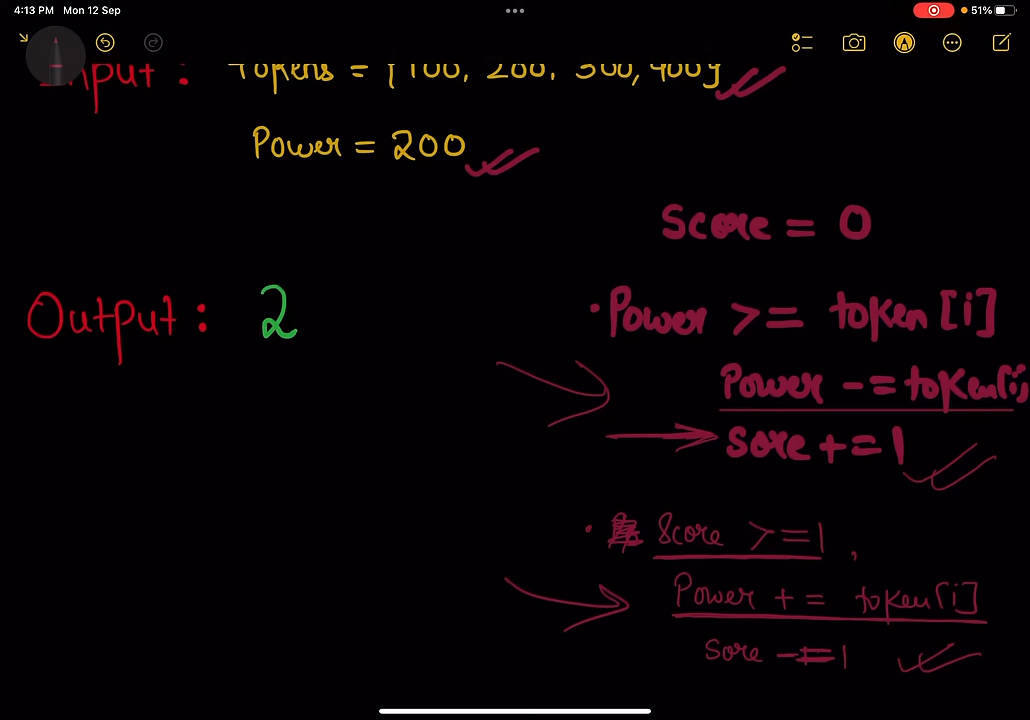 4:13 PM Mon 12 Sep
51%
Input : Tokens = [100, 200, 300, 400]
Power = 200
Score = 0
Output : 2
· Power >= token [i]
Power -= token[i]
Sore += 1
· Score >= 1 ,
Power += token[i]
Sore -= 1